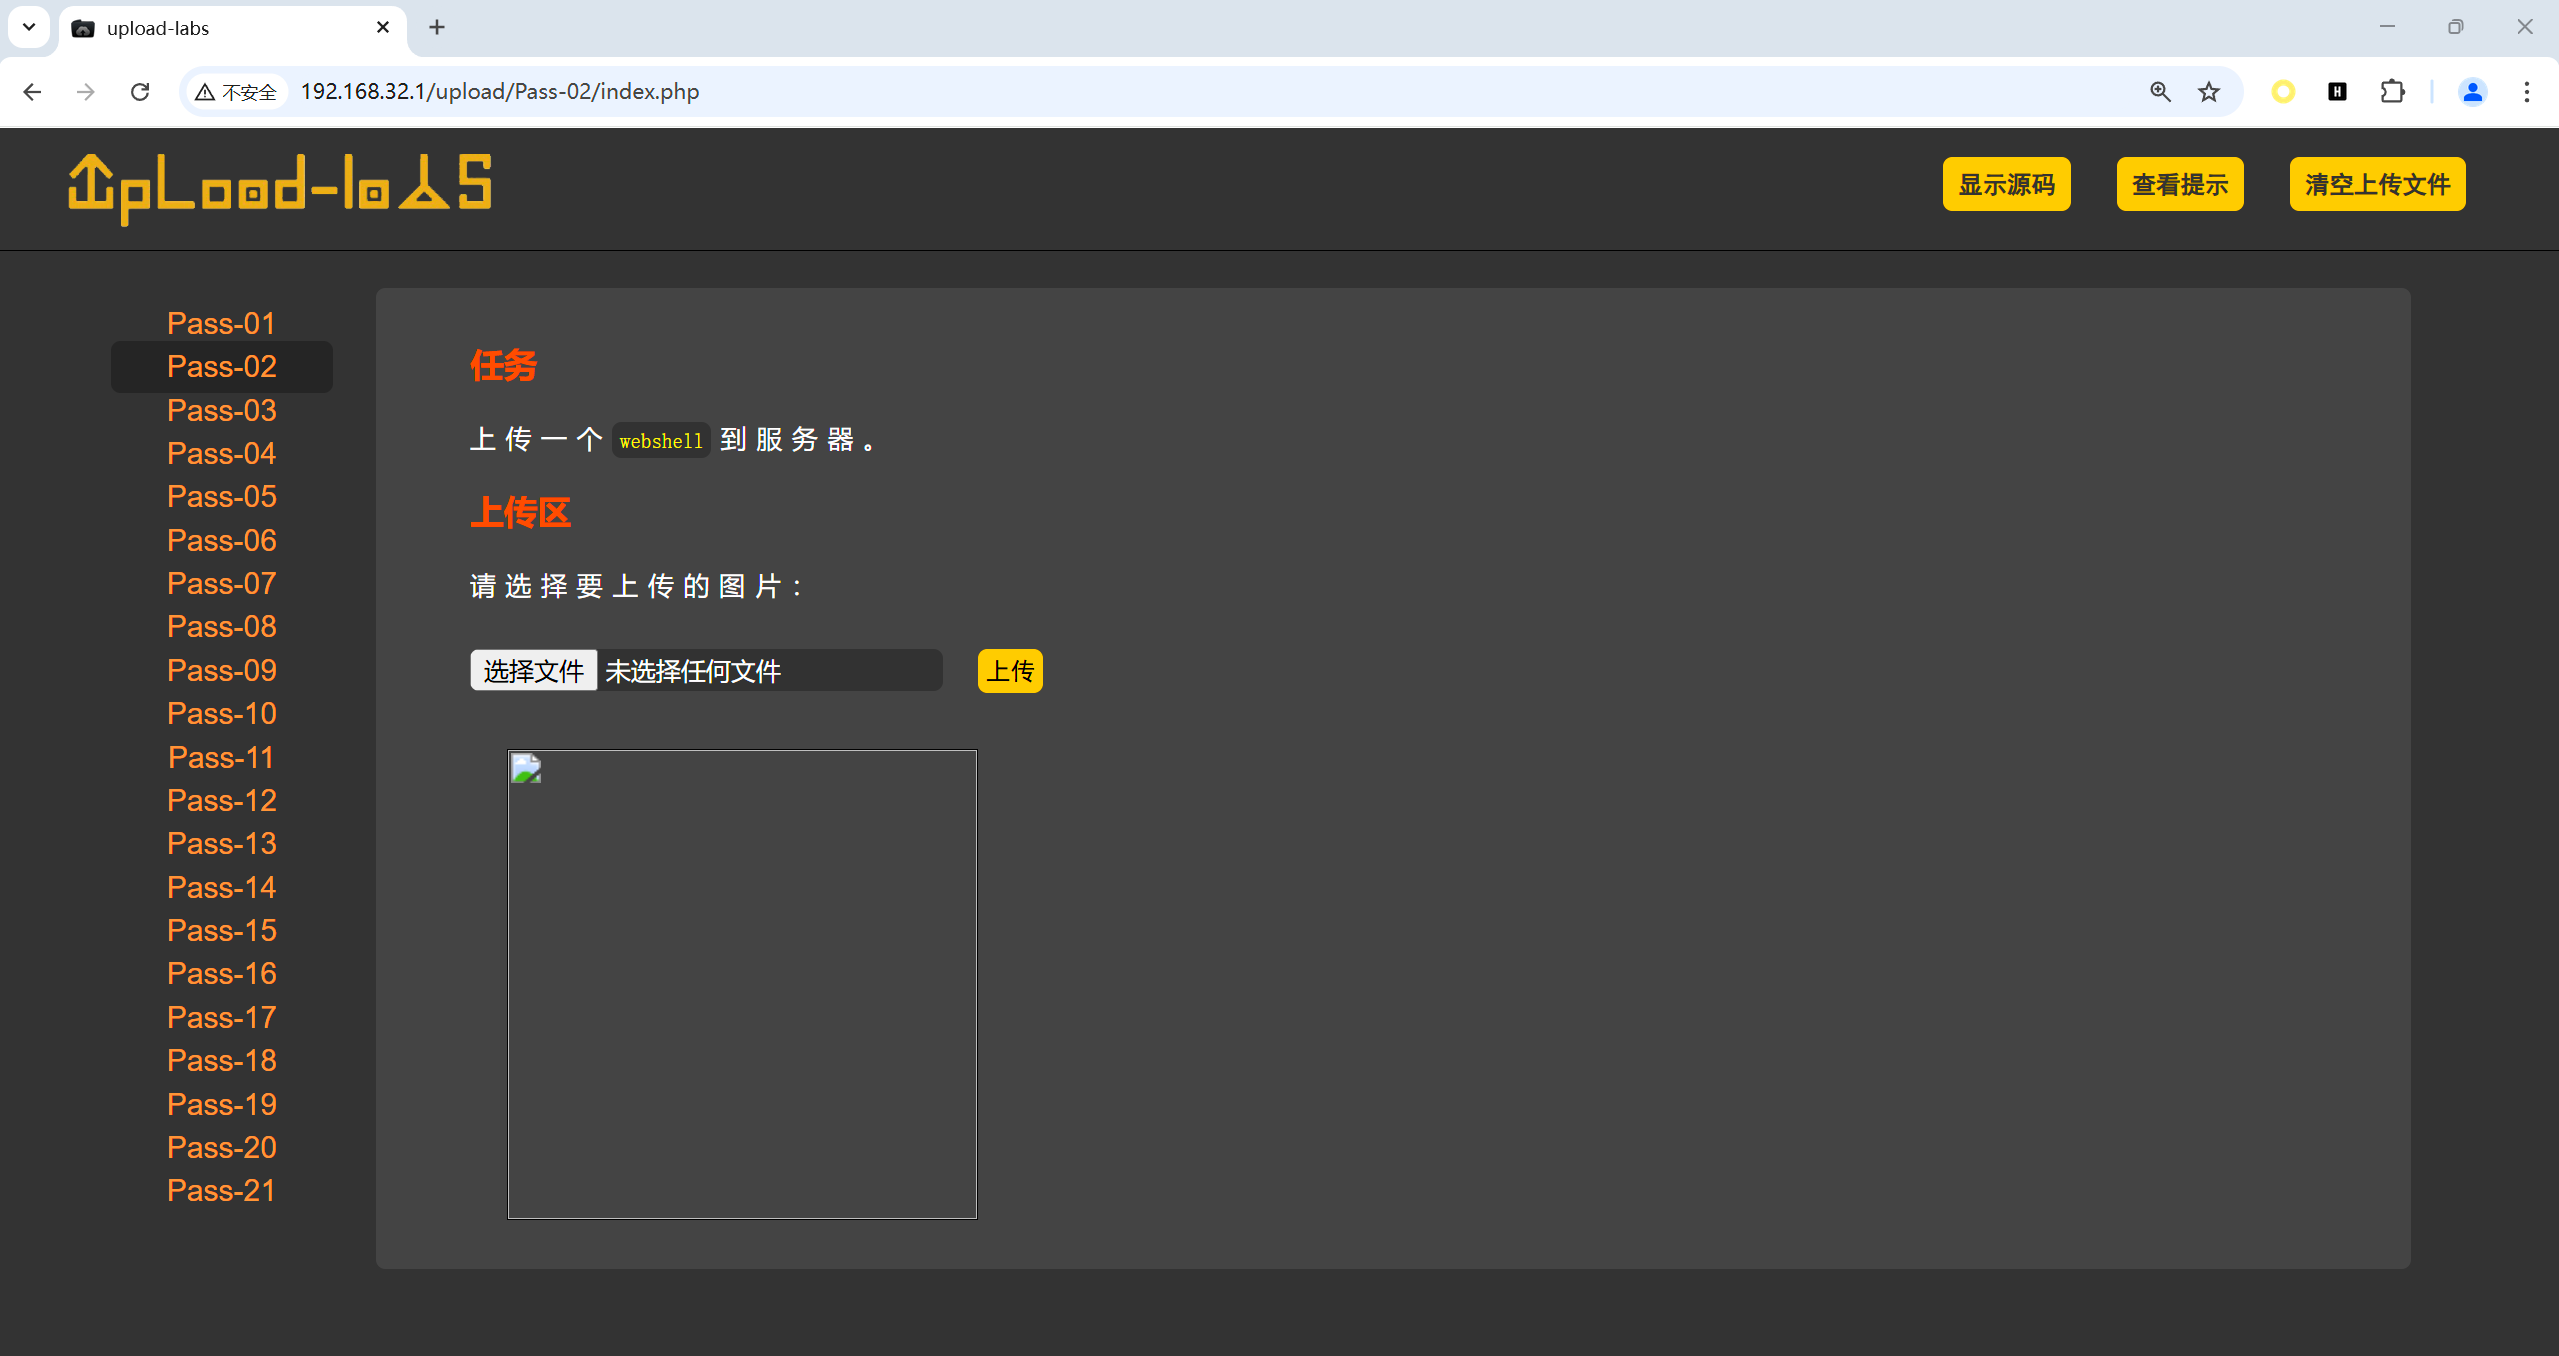 upload-labs
不安全
192.168.32.1/upload/Pass-02/index.php
H
UpLoad-labS
显示源码
查看提示
清空上传文件
Pass-01
Pass-02
Pass-03
Pass-04
Pass-05
Pass-06
Pass-07
Pass-08
Pass-09
Pass-10
Pass-11
Pass-12
Pass-13
Pass-14
Pass-15
Pass-16
Pass-17
Pass-18
Pass-19
Pass-20
Pass-21
任务
上传一个 webshell 到服务器。
上传区
请选择要上传的图片：
选择文件 未选择任何文件 上传